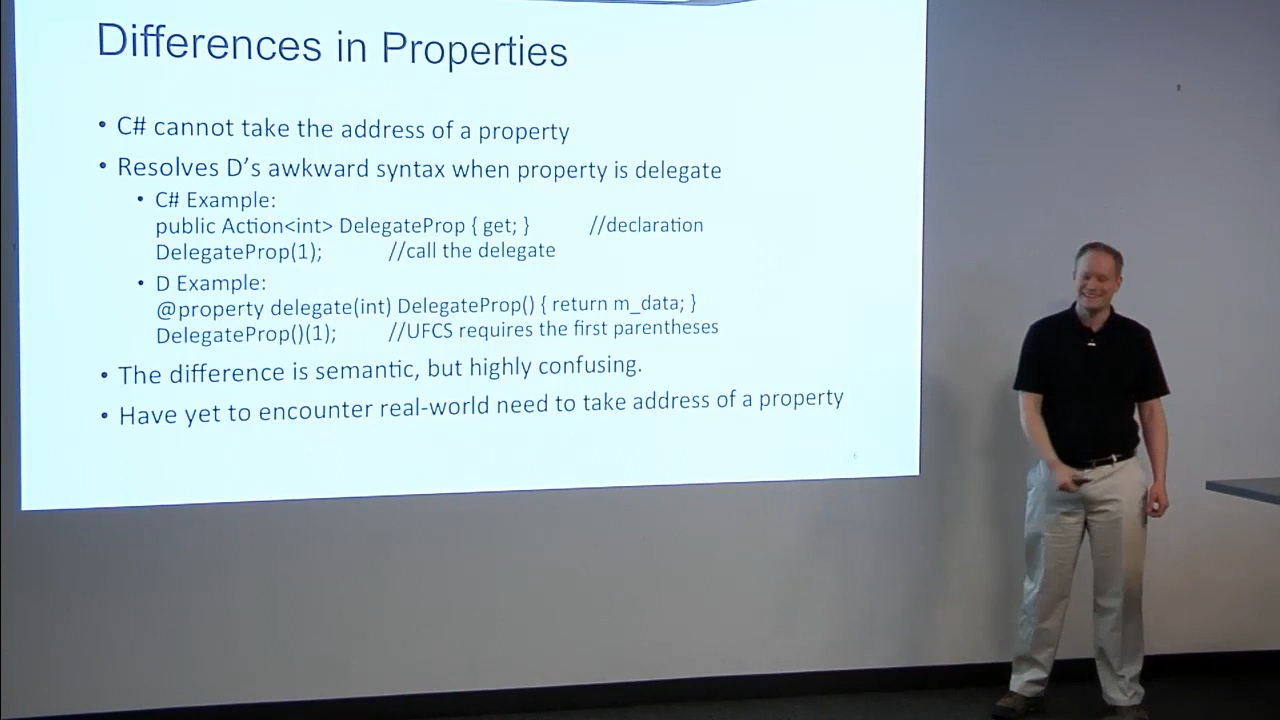 Differences in Properties
• C# cannot take the address of a property
• Resolves D’s awkward syntax when property is delegate
• C# Example:
public Action<int> DelegateProp { get; } //declaration
DelegateProp(1); //call the delegate
• D Example:
@property delegate(int) DelegateProp() { return m_data; }
DelegateProp()(1); //UFCS requires the first parentheses
• The difference is semantic, but highly confusing.
• Have yet to encounter real-world need to take address of a property